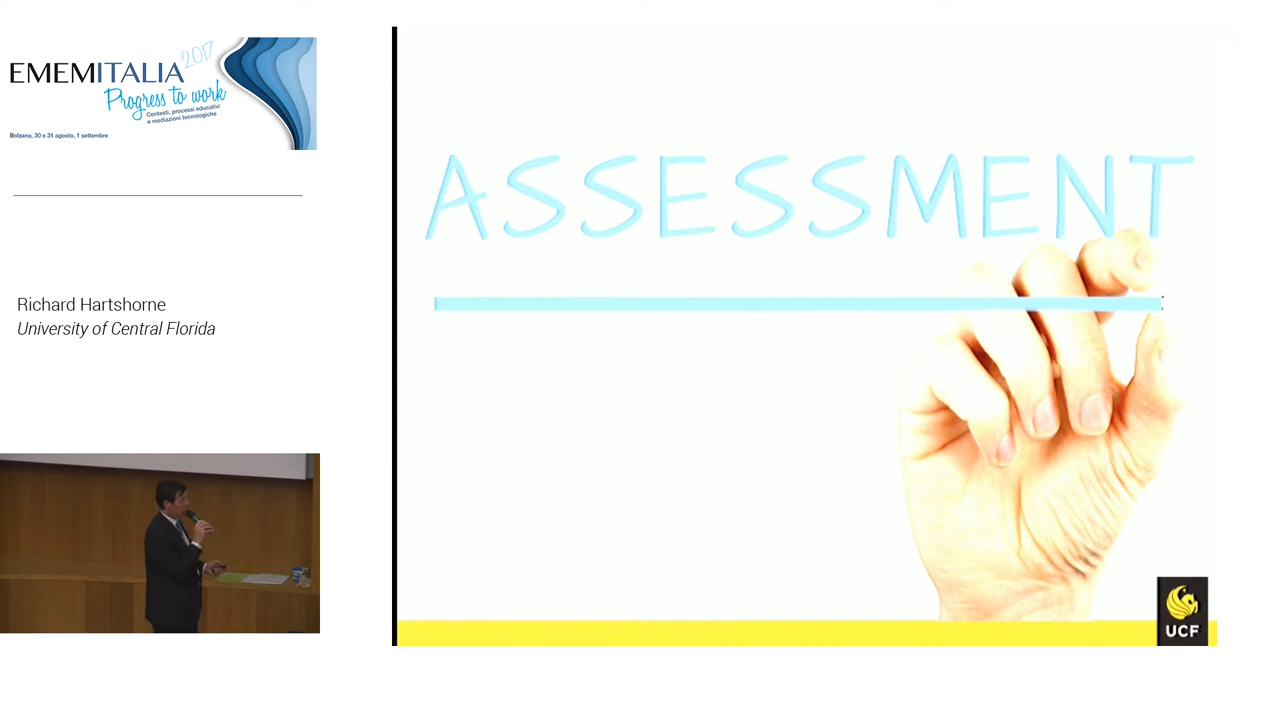 EMEMITALIA 2017
Progress to work
Contesti, processi educativi
e mediazioni tecnologiche
Bolzano, 30 e 31 agosto, 1 settembre
Richard Hartshorne
University of Central Florida
ASSESSMENT
UCF